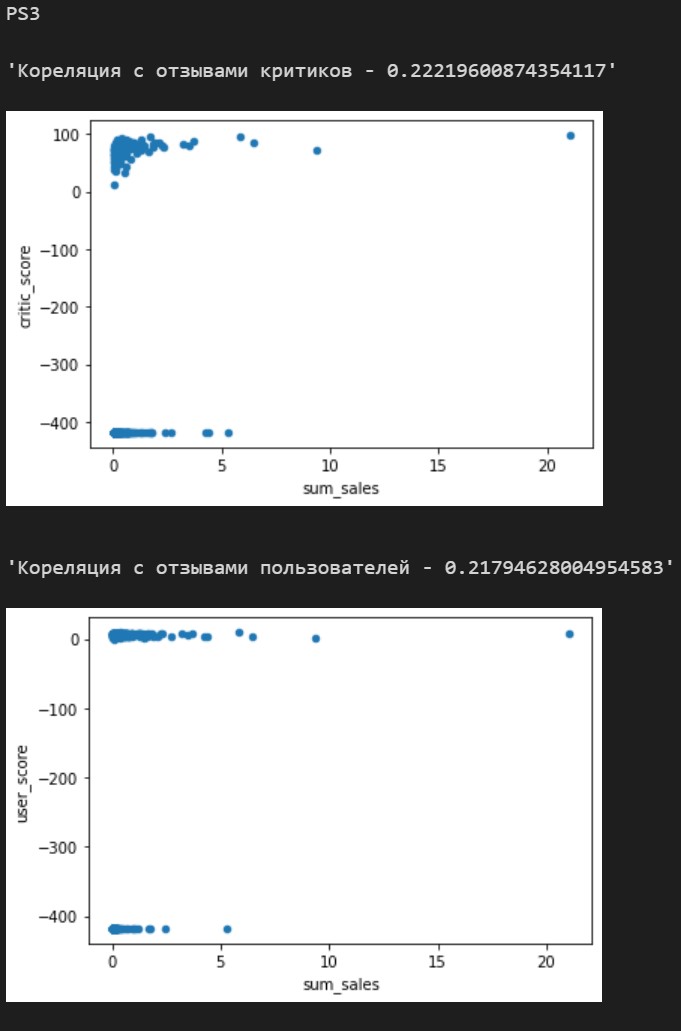 PS3
'Кореляция с отзывами критиков - 0.22219600874354117'
100
0
−100
−200
−300
−400
critic_score
0 5 10 15 20
sum_sales
'Кореляция с отзывами пользователей - 0.21794628004954583'
0
−100
−200
−300
−400
user_score
0 5 10 15 20
sum_sales